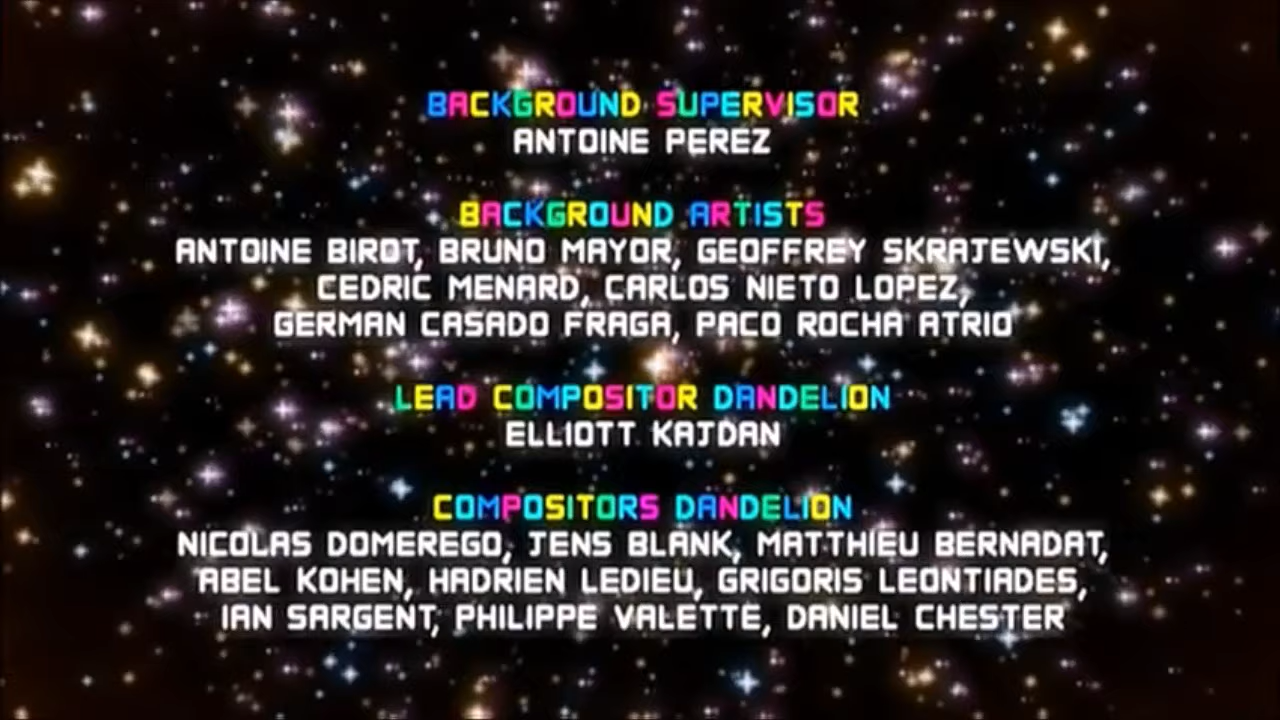 BACKGROUND SUPERVISOR
ANTOINE PEREZ
BACKGROUND ARTISTS
ANTOINE BIROT, BRUNO MAYOR, GEOFFREY SKRAJEWSKI,
CEDRIC MENARD, CARLOS NIETO LOPEZ,
GERMAN CASADO FRAGA, PACO ROCHA ATRIO
LEAD COMPOSITOR DANDELION
ELLIOTT KAJDAN
COMPOSITORS DANDELION
NICOLAS DOMEREGO, JENS BLANK, MATTHIEU BERNADAT,
ABEL KOHEN, HADRIEN LEDIEU, GRIGORIS LEONTIADES,
IAN SARGENT, PHILIPPE VALETTE, DANIEL CHESTER